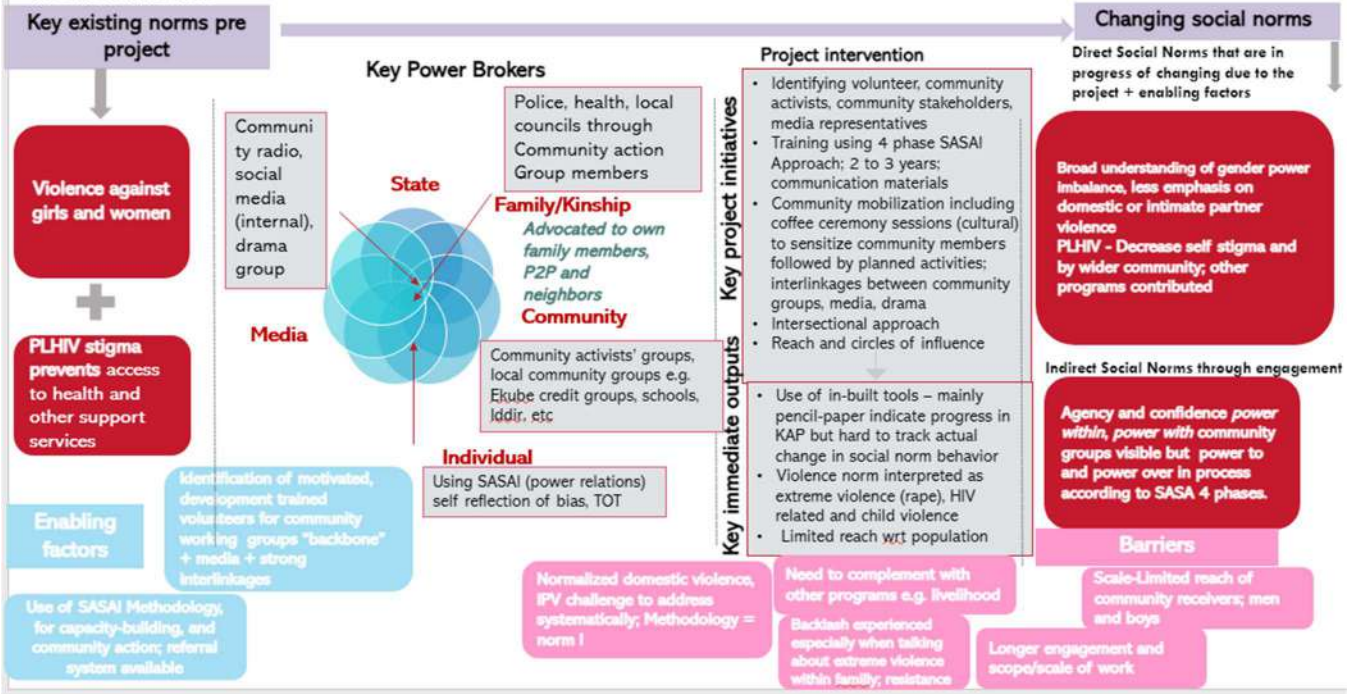 Key existing norms pre
project
Changing social norms
Direct Social Norms that are in
progress of changing due to the
project + enabling factors
Violence against
girls and women
PLHIV stigma
prevents access
to health and
other support
services
Key Power Brokers
Communi
ty radio,
social
media
(internal),
drama
group
Police, health, local
councils through
Community action
Group members
State
Family/Kinship
Advocated to own
family members,
P2P and
neighbors
Community
Media
Community activists' groups,
local community groups e.g.
Ekube credit groups, schools,
Iddir, etc
Individual
Using SASAI (power relations)
self reflection of bias, TOT
Project intervention
Key project initiatives
• Identifying volunteer, community
activists, community stakeholders,
media representatives
• Training using 4 phase SASAI
Approach; 2 to 3 years;
communication materials
• Community mobilization including
coffee ceremony sessions (cultural)
to sensitize community members
followed by planned activities;
interlinkages between community
groups, media, drama
• Intersectional approach
• Reach and circles of influence
Key immediate outputs
• Use of in-built tools – mainly
pencil-paper indicate progress in
KAP but hard to track actual
change in social norm behavior
• Violence norm interpreted as
extreme violence (rape), HIV
related and child violence
• Limited reach wrt population
Broad understanding of gender power
imbalance, less emphasis on
domestic or intimate partner
violence
PLHIV - Decrease self stigma and
by wider community; other
programs contributed
Indirect Social Norms through engagement
Agency and confidence power
within, power with community
groups visible but power to
and power over in process
according to SASA 4 phases.
Enabling
factors
Identification of motivated,
development trained
volunteers for community
working groups "backbone"
+ media + strong
interlinkages
Use of SASAI Methodology,
for capacity-building, and
community action; referral
system available
Barriers
Normalized domestic violence,
IPV challenge to address
systematically; Methodology =
norm !
Need to complement with
other programs e.g. livelihood
Backlash experienced
especially when talking
about extreme violence
within familly; resistance
Scale-Limited reach of
community receivers; men
and boys
Longer engagement and
scope/scale of work